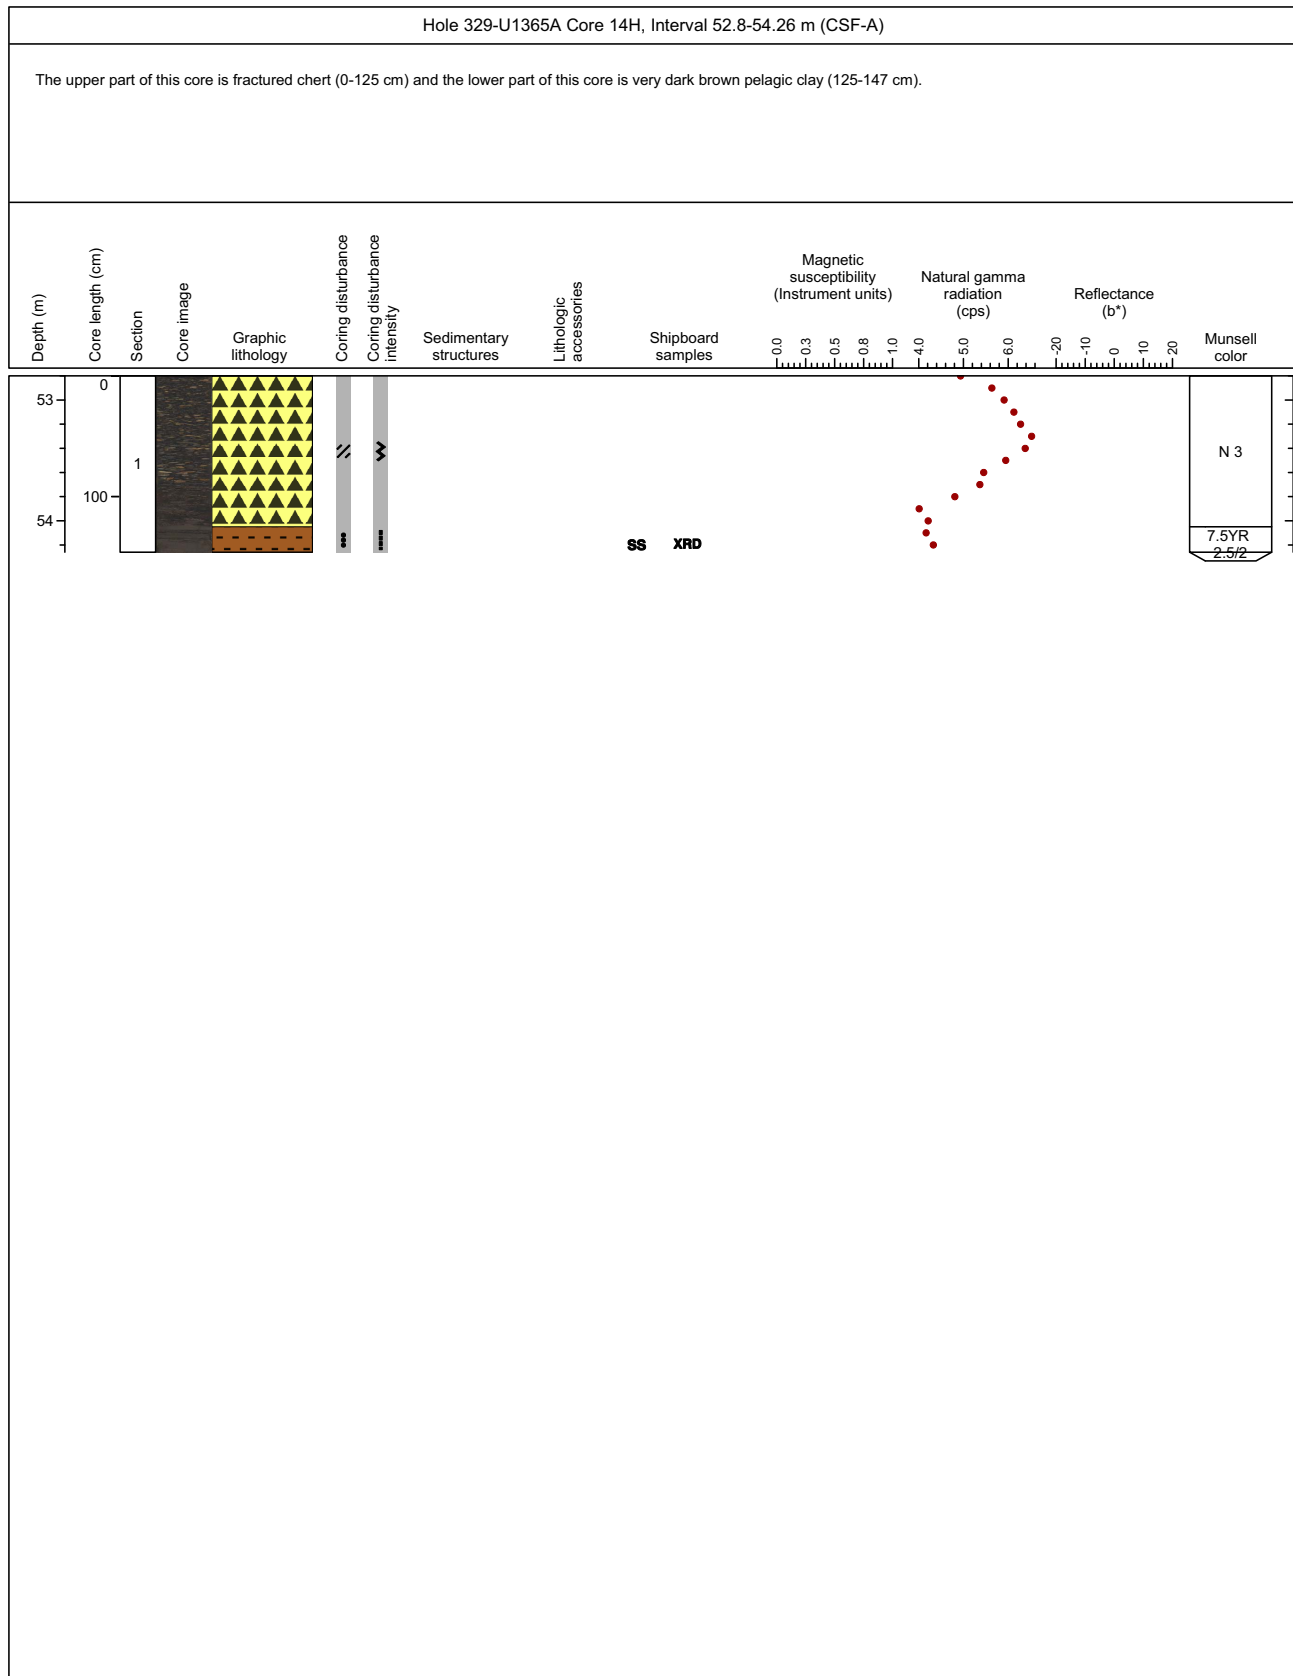 Hole 329-U1365A Core 14H, Interval 52.8-54.26 m (CSF-A)
The upper part of this core is fractured chert (0-125 cm) and the lower part of this core is very dark brown pelagic clay (125-147 cm).
Depth (m)
Core length (cm)
Section
Core image
Graphic
lithology
Coring disturbance
Coring disturbance
intensity
Sedimentary
structures
Lithologic
accessories
Shipboard
samples
Magnetic
susceptibility
(Instrument units)
0.0 0.3 0.5 0.8 1.0
Natural gamma
radiation
(cps)
4.0 5.0 6.0
Reflectance
(b*)
-20 -10 0 10 20
Munsell
color
0
53
1
N 3
100
54
7.5YR
2.5/2
SS XRD